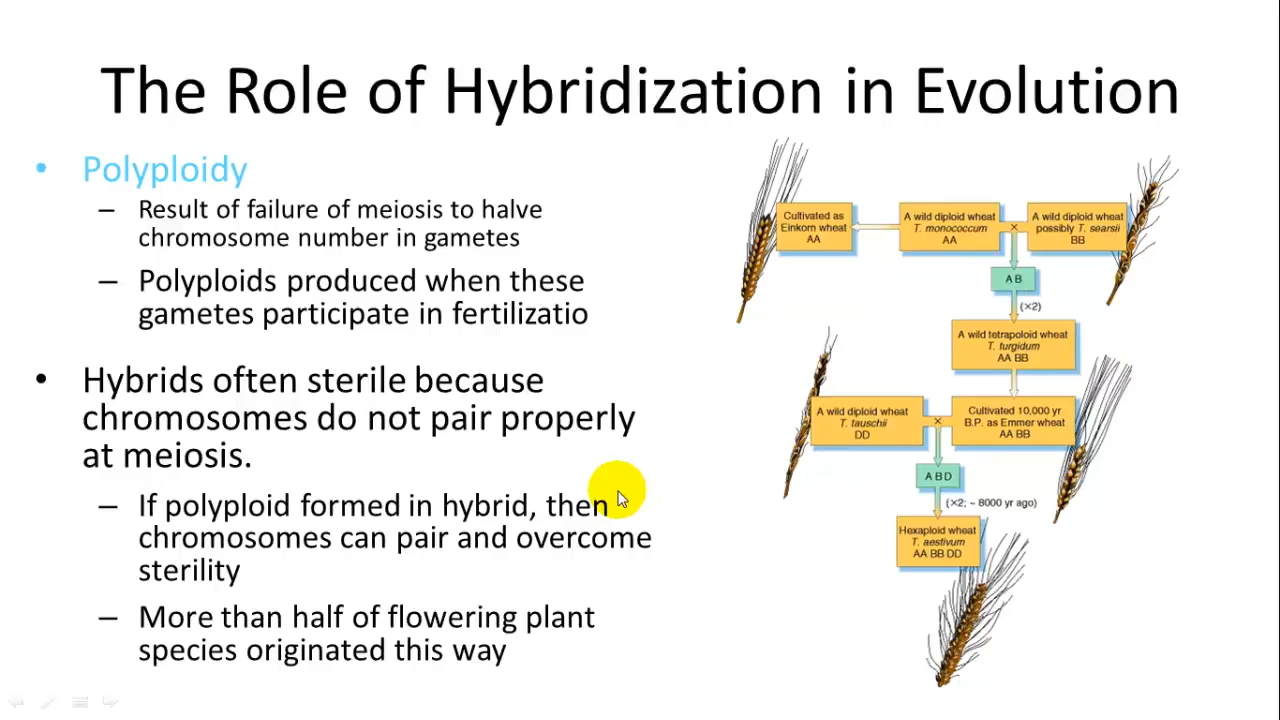 The Role of Hybridization in Evolution
• Polyploidy
– Result of failure of meiosis to halve
chromosome number in gametes
– Polyploids produced when these
gametes participate in fertilizatio
• Hybrids often sterile because
chromosomes do not pair properly
at meiosis.
– If polyploid formed in hybrid, then
chromosomes can pair and overcome
sterility
– More than half of flowering plant
species originated this way
Cultivated as
Einkorn wheat
AA
A wild diploid wheat
T. monococcum
AA
×
A wild diploid wheat
possibly T. searsii
BB
A B
(×2)
A wild tetrapoloid wheat
T. turgidum
AA BB
A wild diploid wheat
T. tauschii
DD
×
Cultivated 10,000 yr
B.P. as Emmer wheat
AA BB
A B D
(×2; ~ 8000 yr ago)
Hexaploid wheat
T. aestivum
AA BB DD